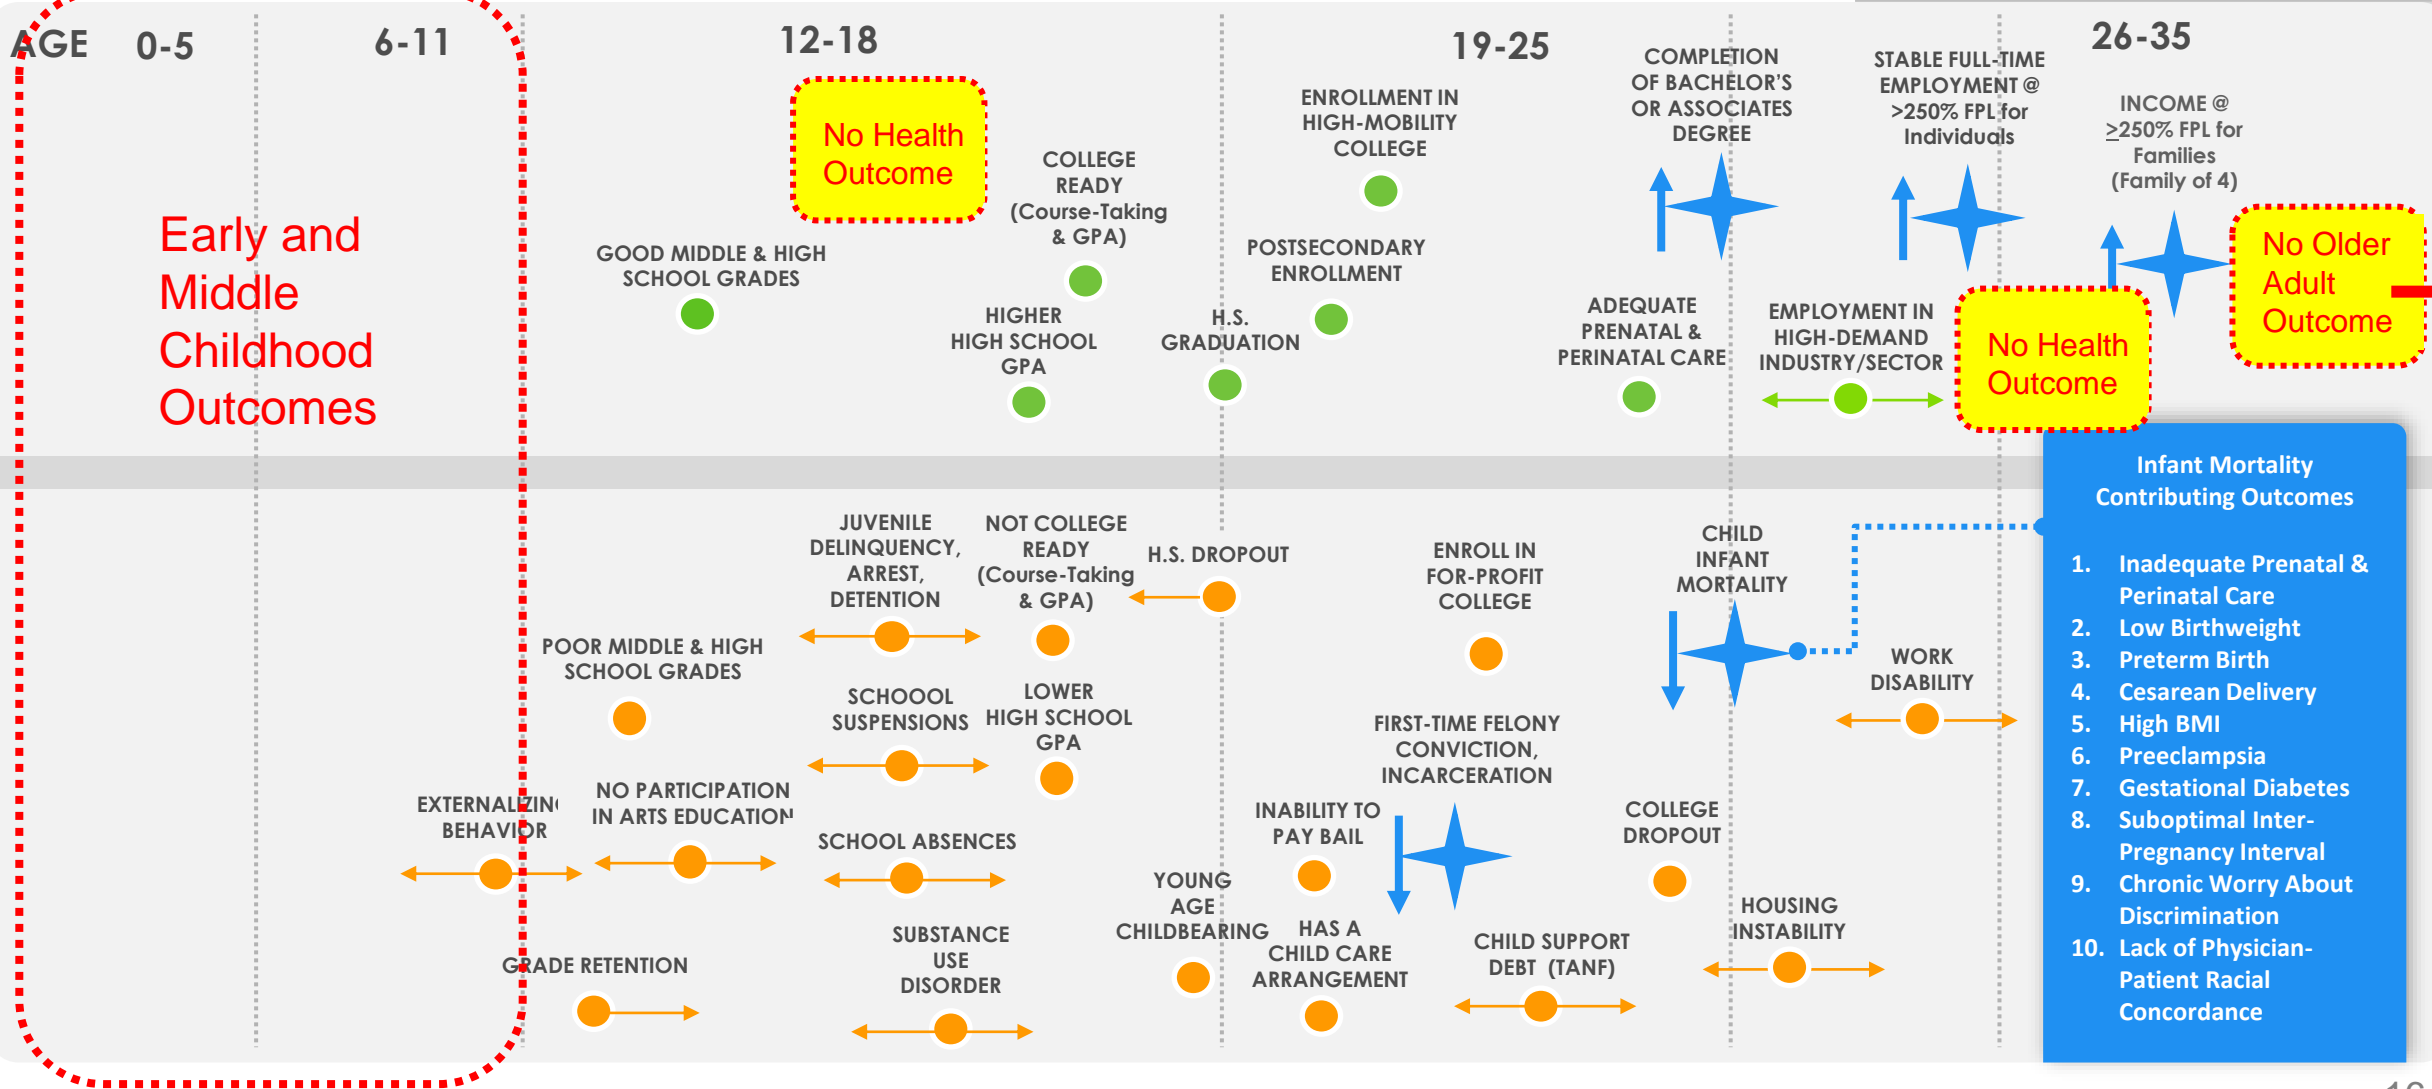 AGE
0-5
6-11
12-18
19-25
26-35
Early and
Middle
Childhood
Outcomes
No Health
Outcome
GOOD MIDDLE & HIGH
SCHOOL GRADES
COLLEGE
READY
(Course-Taking
& GPA)
HIGHER
HIGH SCHOOL
GPA
H.S.
GRADUATION
ENROLLMENT IN
HIGH-MOBILITY
COLLEGE
POSTSECONDARY
ENROLLMENT
COMPLETION
OF BACHELOR'S
OR ASSOCIATES
DEGREE
ADEQUATE
PRENATAL &
PERINATAL CARE
STABLE FULL-TIME
EMPLOYMENT @
>250% FPL for
Individuals
EMPLOYMENT IN
HIGH-DEMAND
INDUSTRY/SECTOR
INCOME @
≥250% FPL for
Families
(Family of 4)
No Health
Outcome
No Older
Adult
Outcome
EXTERNALIZIN
BEHAVIOR
GRADE RETENTION
POOR MIDDLE & HIGH
SCHOOL GRADES
NO PARTICIPATION
IN ARTS EDUCATION
JUVENILE
DELINQUENCY,
ARREST,
DETENTION
SCHOOOL
SUSPENSIONS
SCHOOL ABSENCES
SUBSTANCE
USE
DISORDER
NOT COLLEGE
READY
(Course-Taking
& GPA)
LOWER
HIGH SCHOOL
GPA
H.S. DROPOUT
YOUNG
AGE
CHILDBEARING
ENROLL IN
FOR-PROFIT
COLLEGE
FIRST-TIME FELONY
CONVICTION,
INCARCERATION
INABILITY TO
PAY BAIL
HAS A
CHILD CARE
ARRANGEMENT
CHILD SUPPORT
DEBT (TANF)
CHILD
INFANT
MORTALITY
COLLEGE
DROPOUT
HOUSING
INSTABILITY
WORK
DISABILITY
Infant Mortality
Contributing Outcomes
1. Inadequate Prenatal &
Perinatal Care
2. Low Birthweight
3. Preterm Birth
4. Cesarean Delivery
5. High BMI
6. Preeclampsia
7. Gestational Diabetes
8. Suboptimal Inter-
Pregnancy Interval
9. Chronic Worry About
Discrimination
10. Lack of Physician-
Patient Racial
Concordance